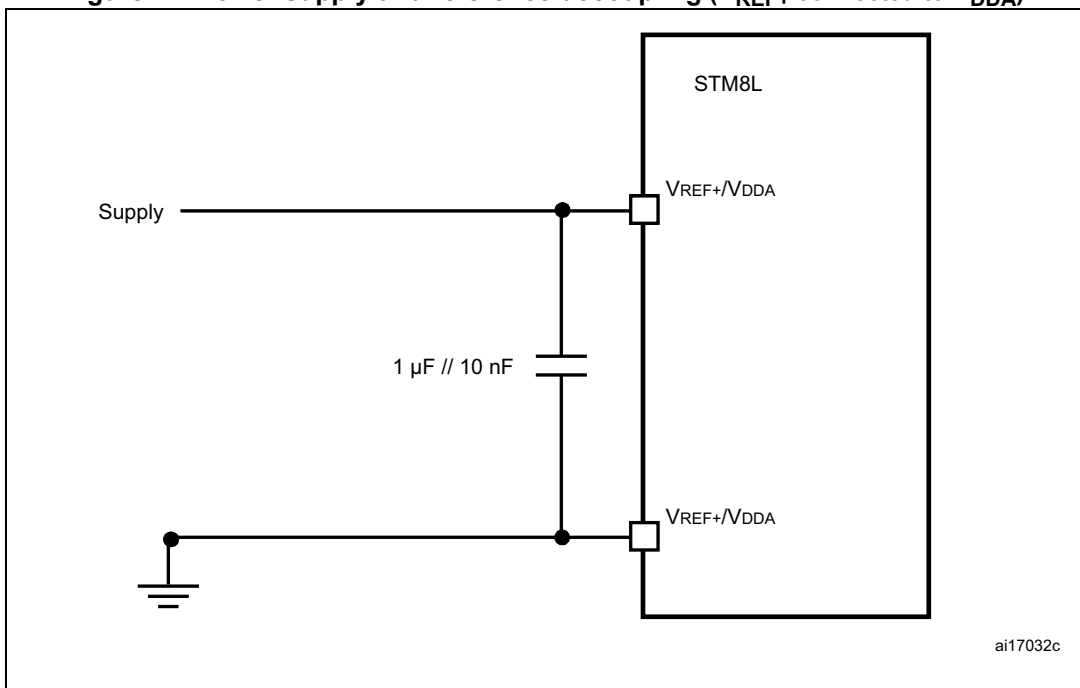 STM8L
VREF+/VDDA
Supply
1 µF // 10 nF
VREF+/VDDA
ai17032c